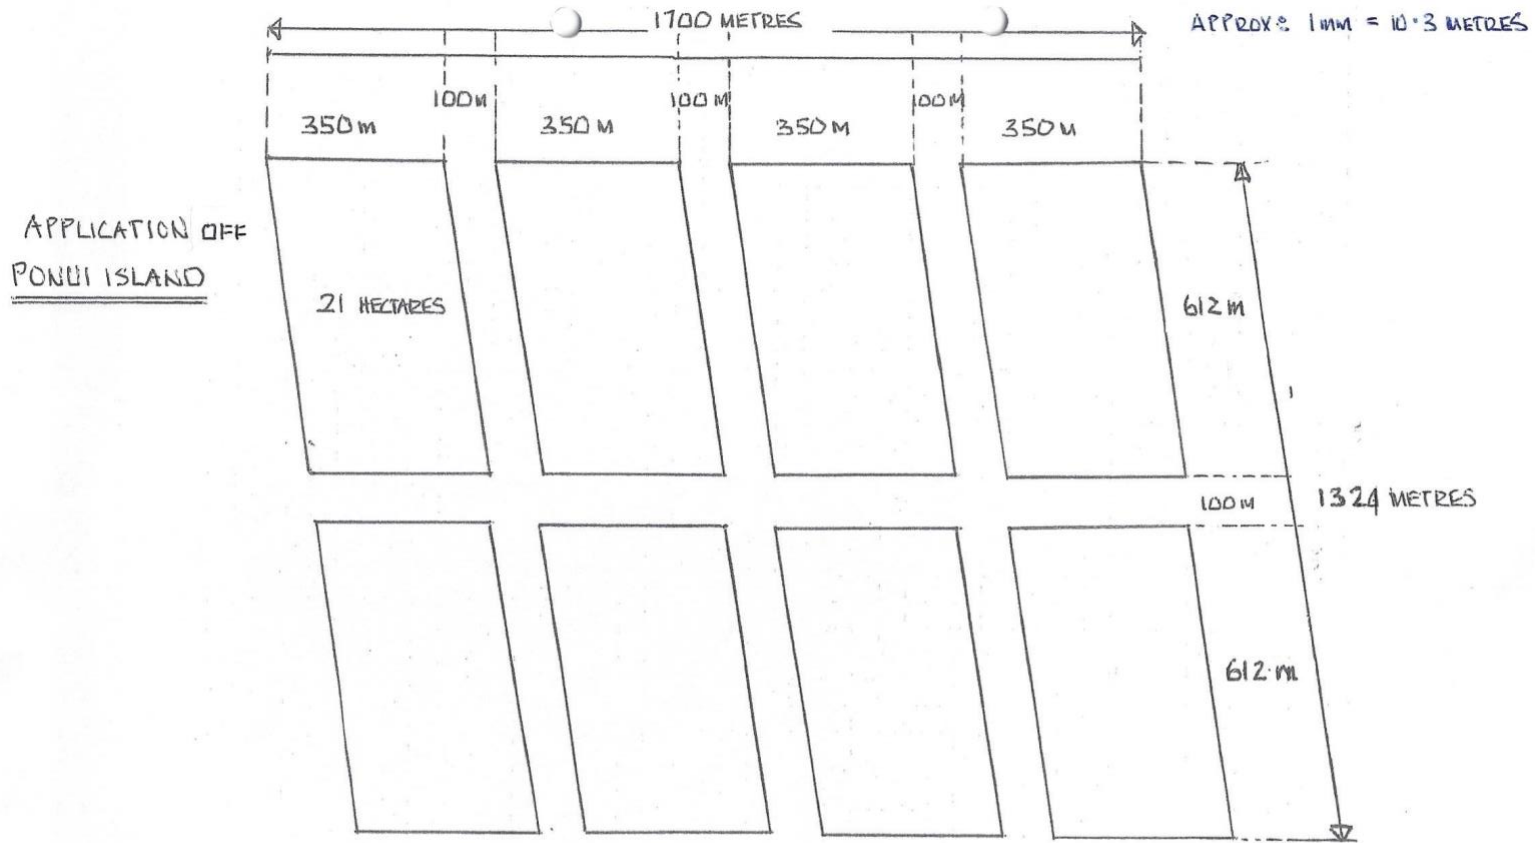 1700 METRES
APPROX: 1mm = 10.3 METRES
100M
100M
100M
350m
350M
350M
350M
APPLICATION OFF
PONUI ISLAND
21 HECTARES
612m
100M
1324 METRES
612.m